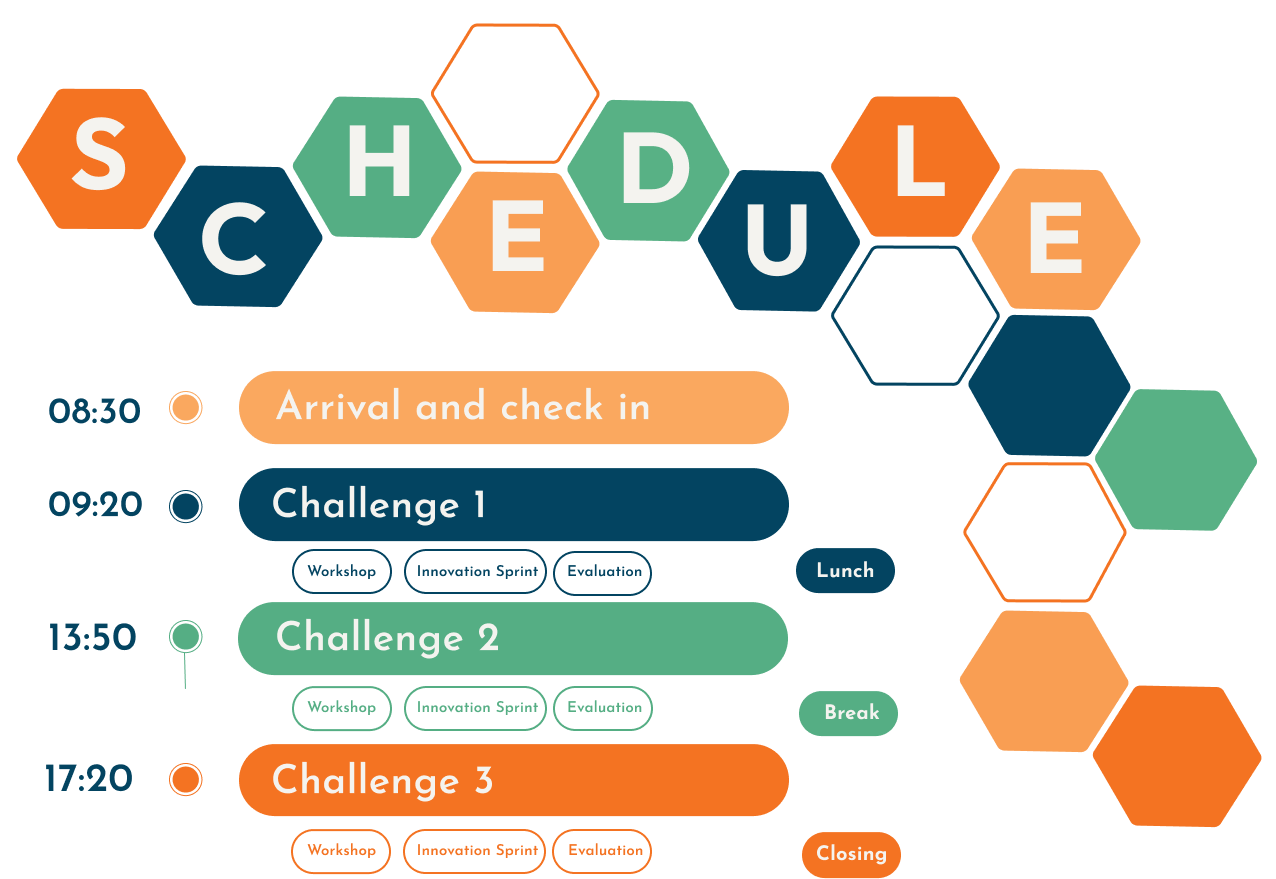 SCHEDULE
08:30 Arrival and check in
09:20 Challenge 1
Workshop Innovation Sprint Evaluation Lunch
13:50 Challenge 2
Workshop Innovation Sprint Evaluation Break
17:20 Challenge 3
Workshop Innovation Sprint Evaluation Closing